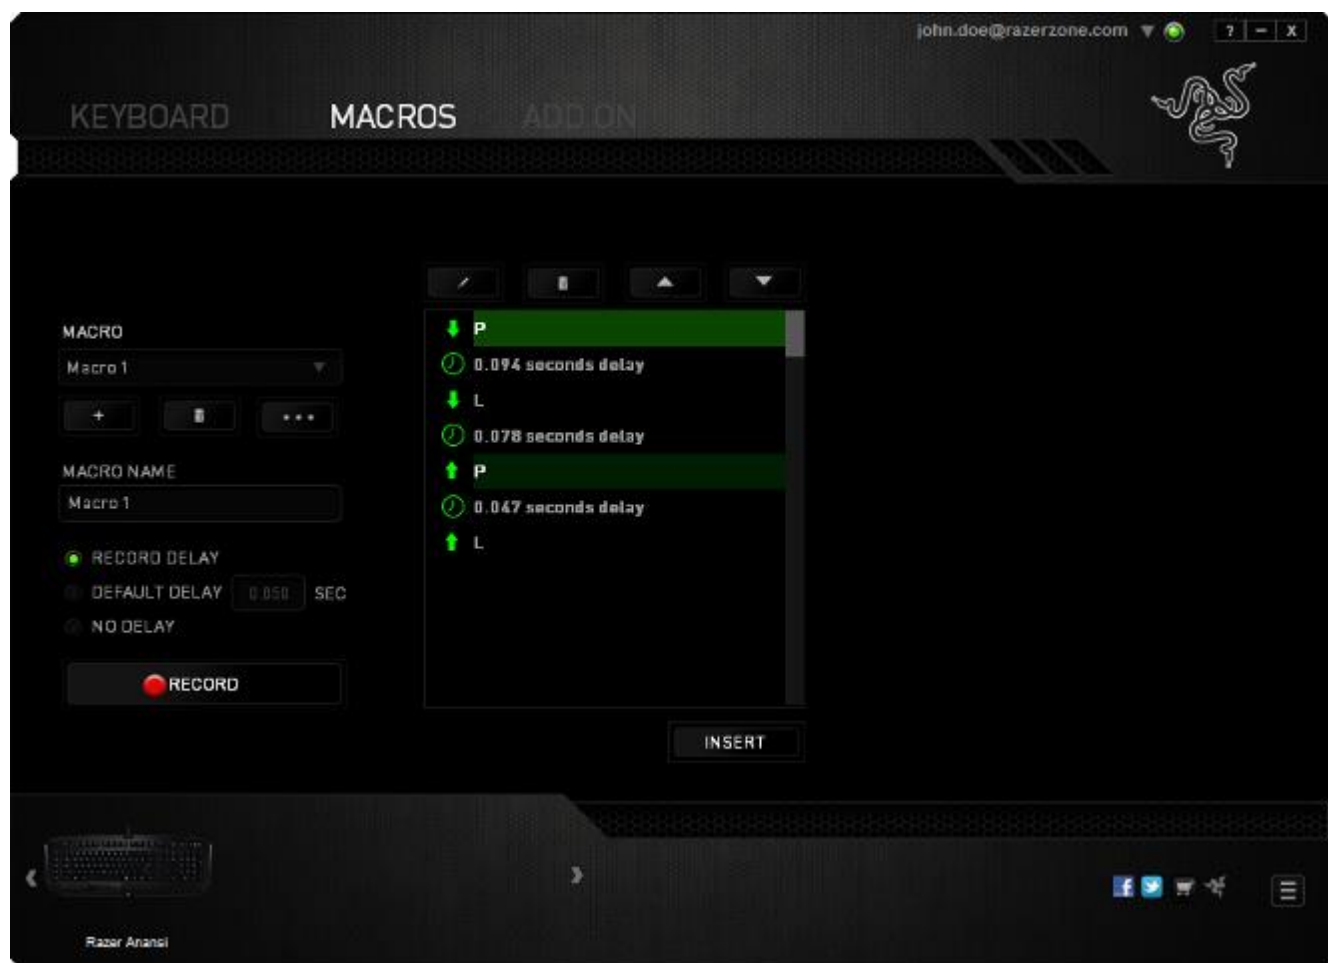 john.doe@razerzone.com
? – X
KEYBOARD MACROS ADD ON
MACRO
Macro 1
+
MACRO NAME
Macro 1
RECORD DELAY
DEFAULT DELAY 0.050 SEC
NO DELAY
RECORD
P
0.094 seconds delay
L
0.078 seconds delay
P
0.047 seconds delay
L
INSERT
Razer Anansi